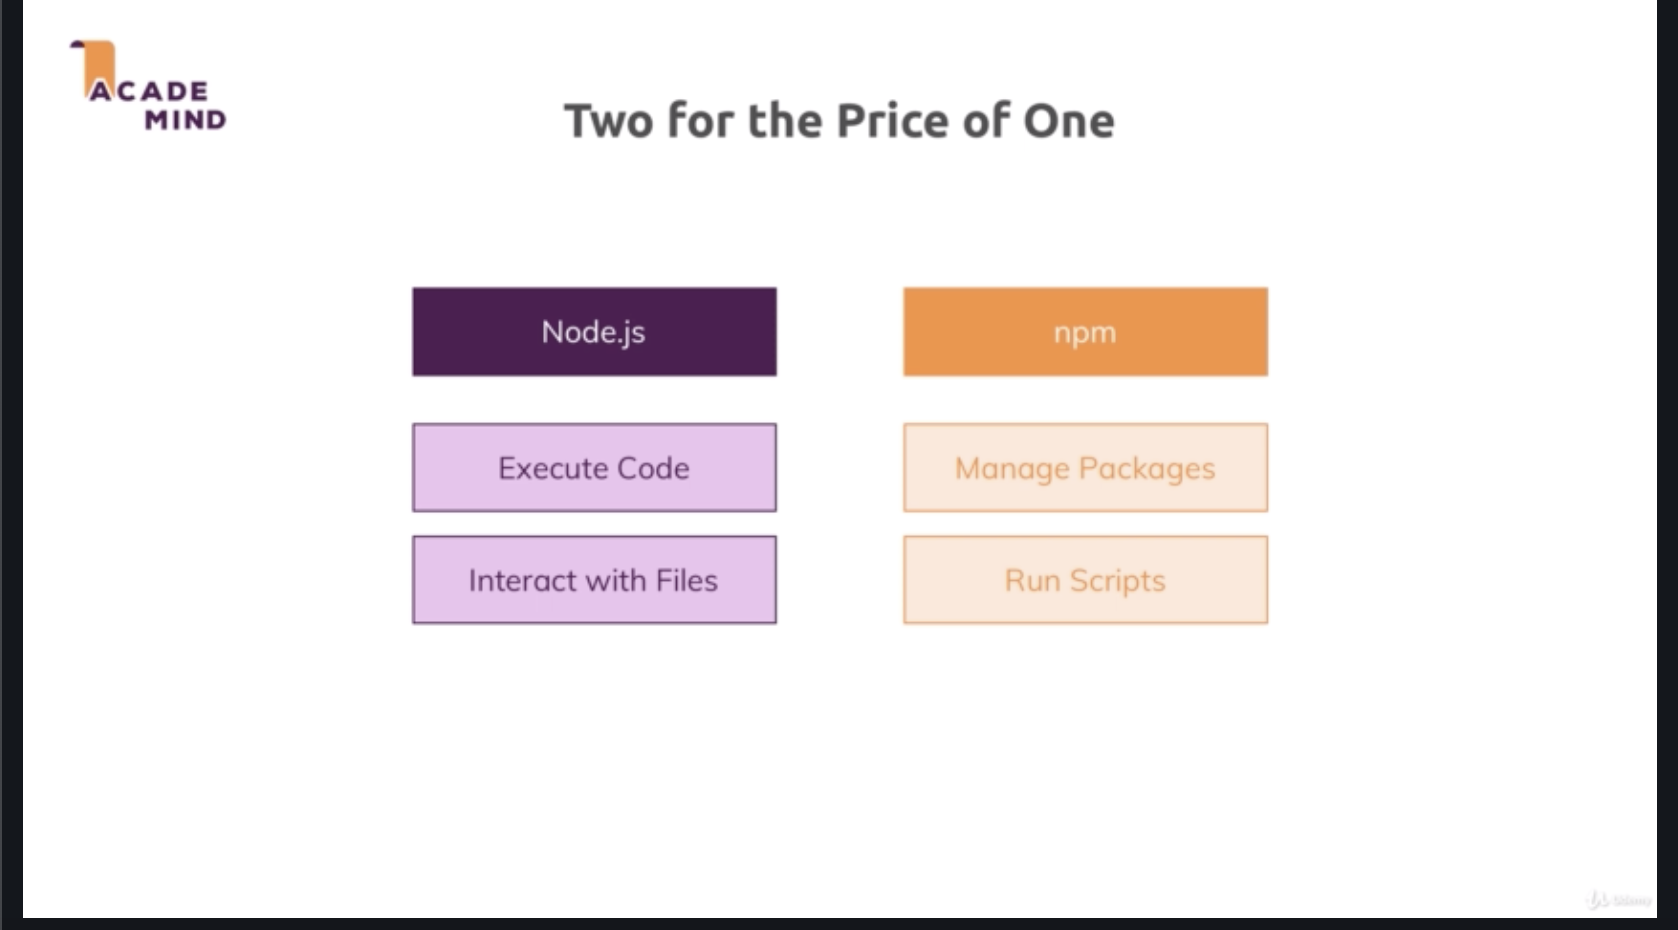 ACADE
MIND
Two for the Price of One
Node.js
npm
Execute Code
Manage Packages
Interact with Files
Run Scripts
Udemy